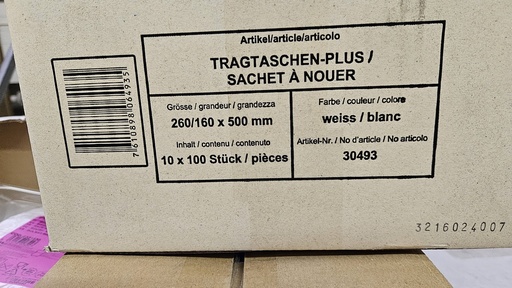 Artikel/article/articolo
TRAGTASCHEN-PLUS /
SACHET À NOUER
Grösse / grandeur / grandezza
260/160 x 500 mm
Inhalt / contenu / contenuto
10 x 100 Stück / pièces
Farbe / couleur / colore
weiss / blanc
Artikel-Nr. / No d'article / No articolo
30493
7610898064935
3216024007